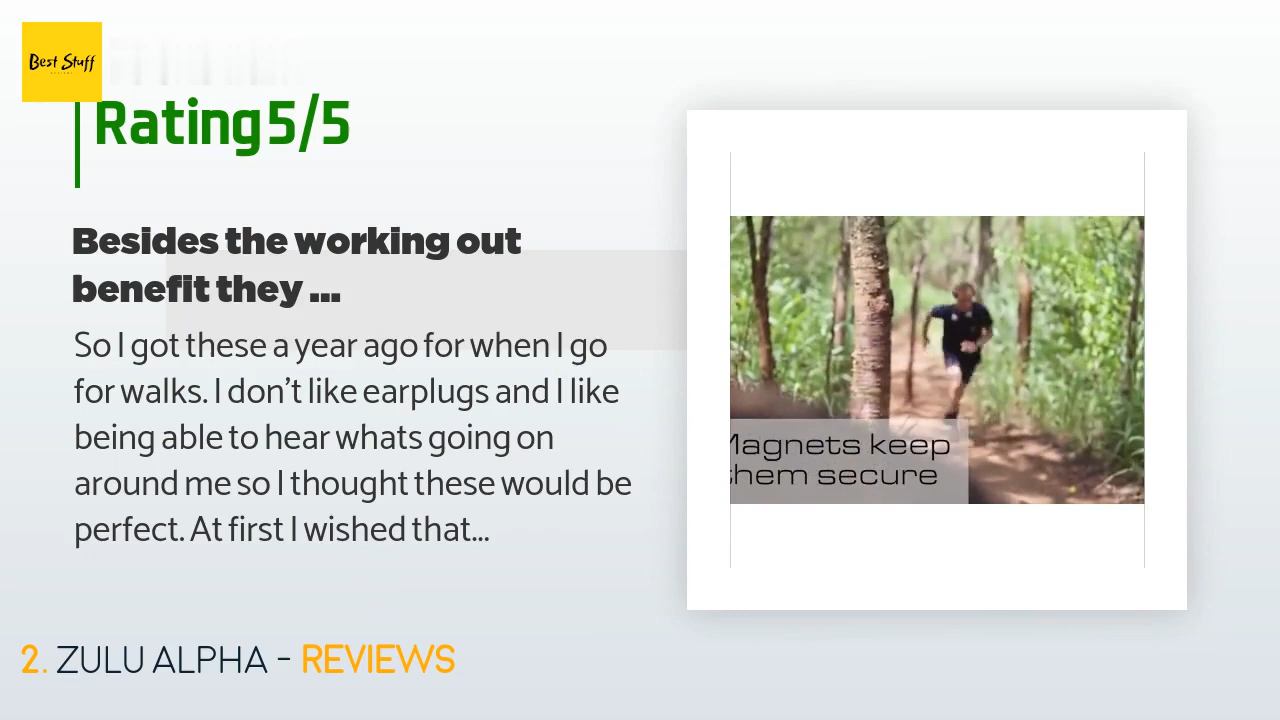 Best Stuff
Rating 5/5
Besides the working out
benefit they ...
So I got these a year ago for when I go
for walks. I don't like earplugs and I like
being able to hear whats going on
around me so I thought these would be
perfect. At first I wished that...
Magnets keep
them secure
2. ZULU ALPHA - REVIEWS